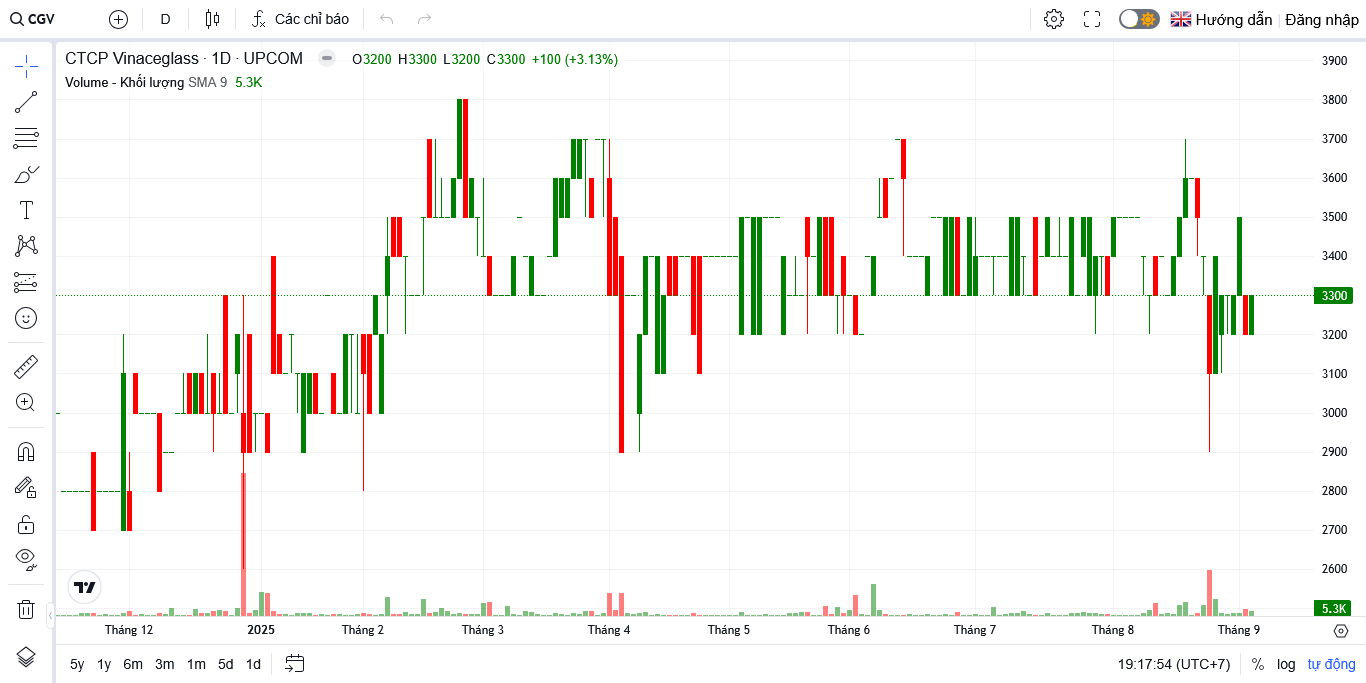 CGV
D
Các chỉ báo
Hướng dẫn
Đăng nhập
CTCP Vinaceglass · 1D · UPCOM
O3200 H3300 L3200 C3300 +100 (+3.13%)
Volume - Khối lượng SMA 9 5.3K
3900
3800
3700
3600
3500
3400
3300
3200
3100
3000
2900
2800
2700
2600
5.3K
Tháng 12
2025
Tháng 2
Tháng 3
Tháng 4
Tháng 5
Tháng 6
Tháng 7
Tháng 8
Tháng 9
5y 1y 6m 3m 1m 5d 1d
19:17:54 (UTC+7)
%
log
tự động